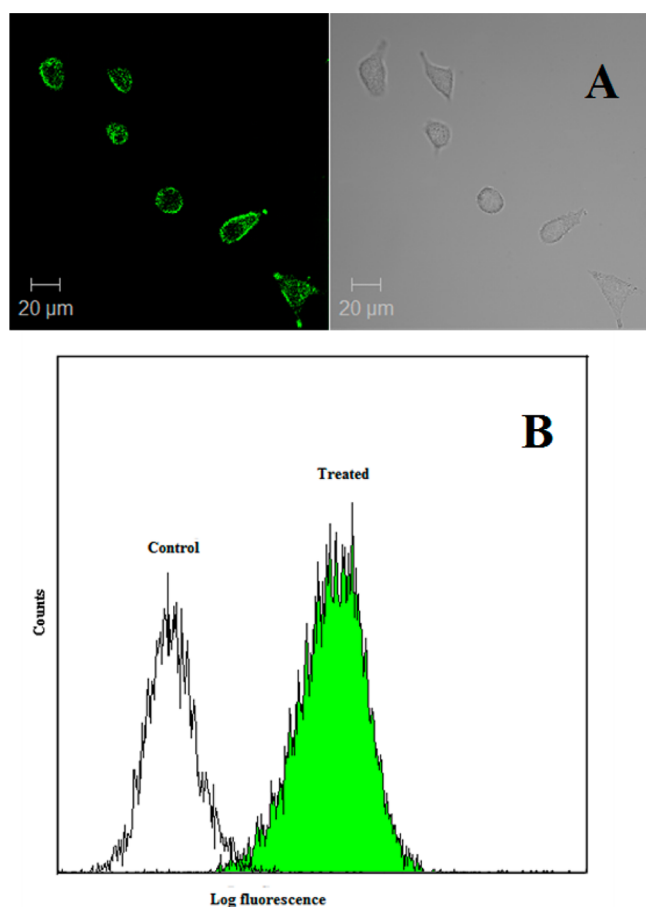 A
20 µm
20 µm
B
Treated
Control
Counts
Log fluorescence